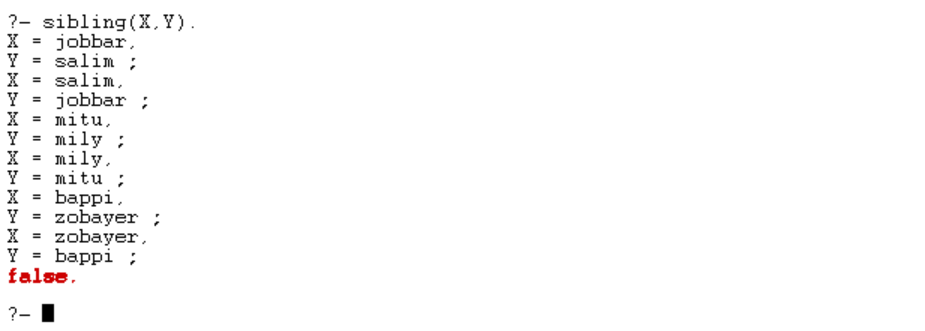 ?- sibling(X,Y).
X = jobbar,
Y = salim ;
X = salim,
Y = jobbar ;
X = mitu,
Y = mily ;
X = mily,
Y = mitu ;
X = bappi,
Y = zobayer ;
X = zobayer,
Y = bappi ;
false.
?-